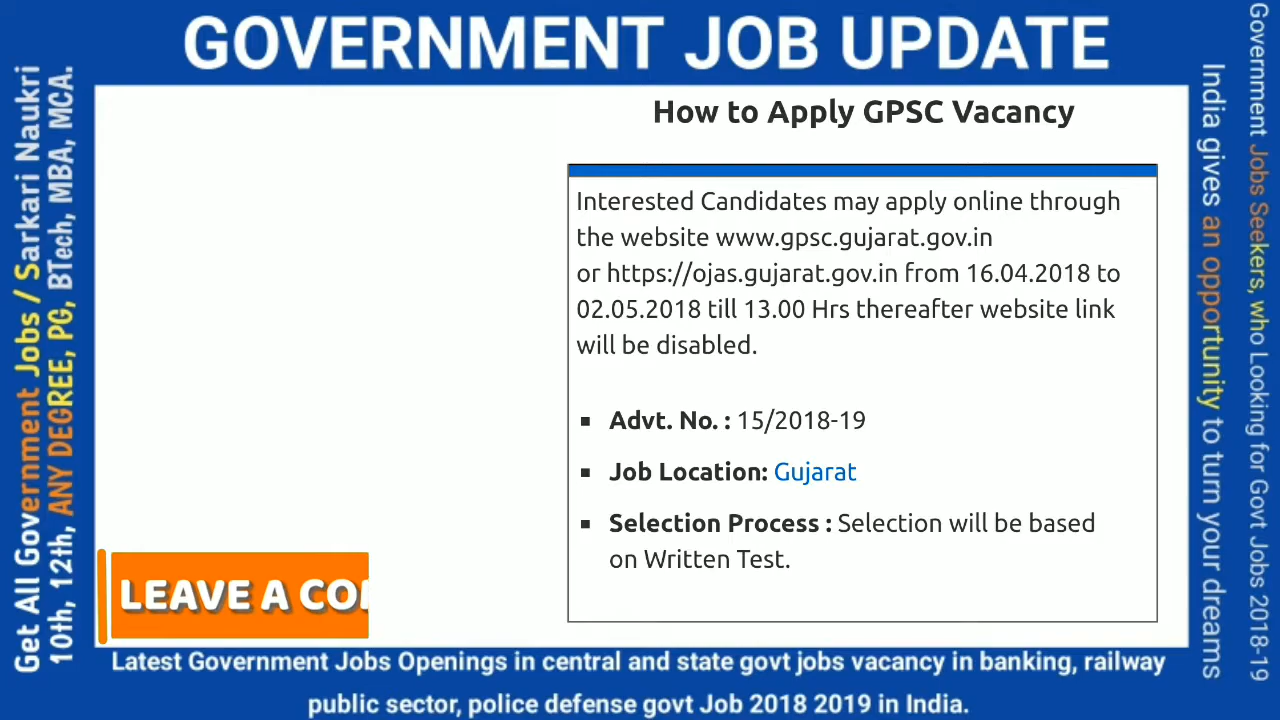 GOVERNMENT JOB UPDATE
Get All Government Jobs / Sarkari Naukri
10th, 12th, ANY DEGREE, PG, BTech, MBA, MCA.
How to Apply GPSC Vacancy
Interested Candidates may apply online through
the website www.gpsc.gujarat.gov.in
or https://ojas.gujarat.gov.in from 16.04.2018 to
02.05.2018 till 13.00 Hrs thereafter website link
will be disabled.
▪ Advt. No. : 15/2018-19
▪ Job Location: Gujarat
▪ Selection Process : Selection will be based
on Written Test.
LEAVE A
India gives an opportunity to turn your dreams
Government Jobs Seekers, who Looking for Govt Jobs 2018-19
Latest Government Jobs Openings in central and state govt jobs vacancy in banking, railway
public sector, police defense govt Job 2018 2019 in India.